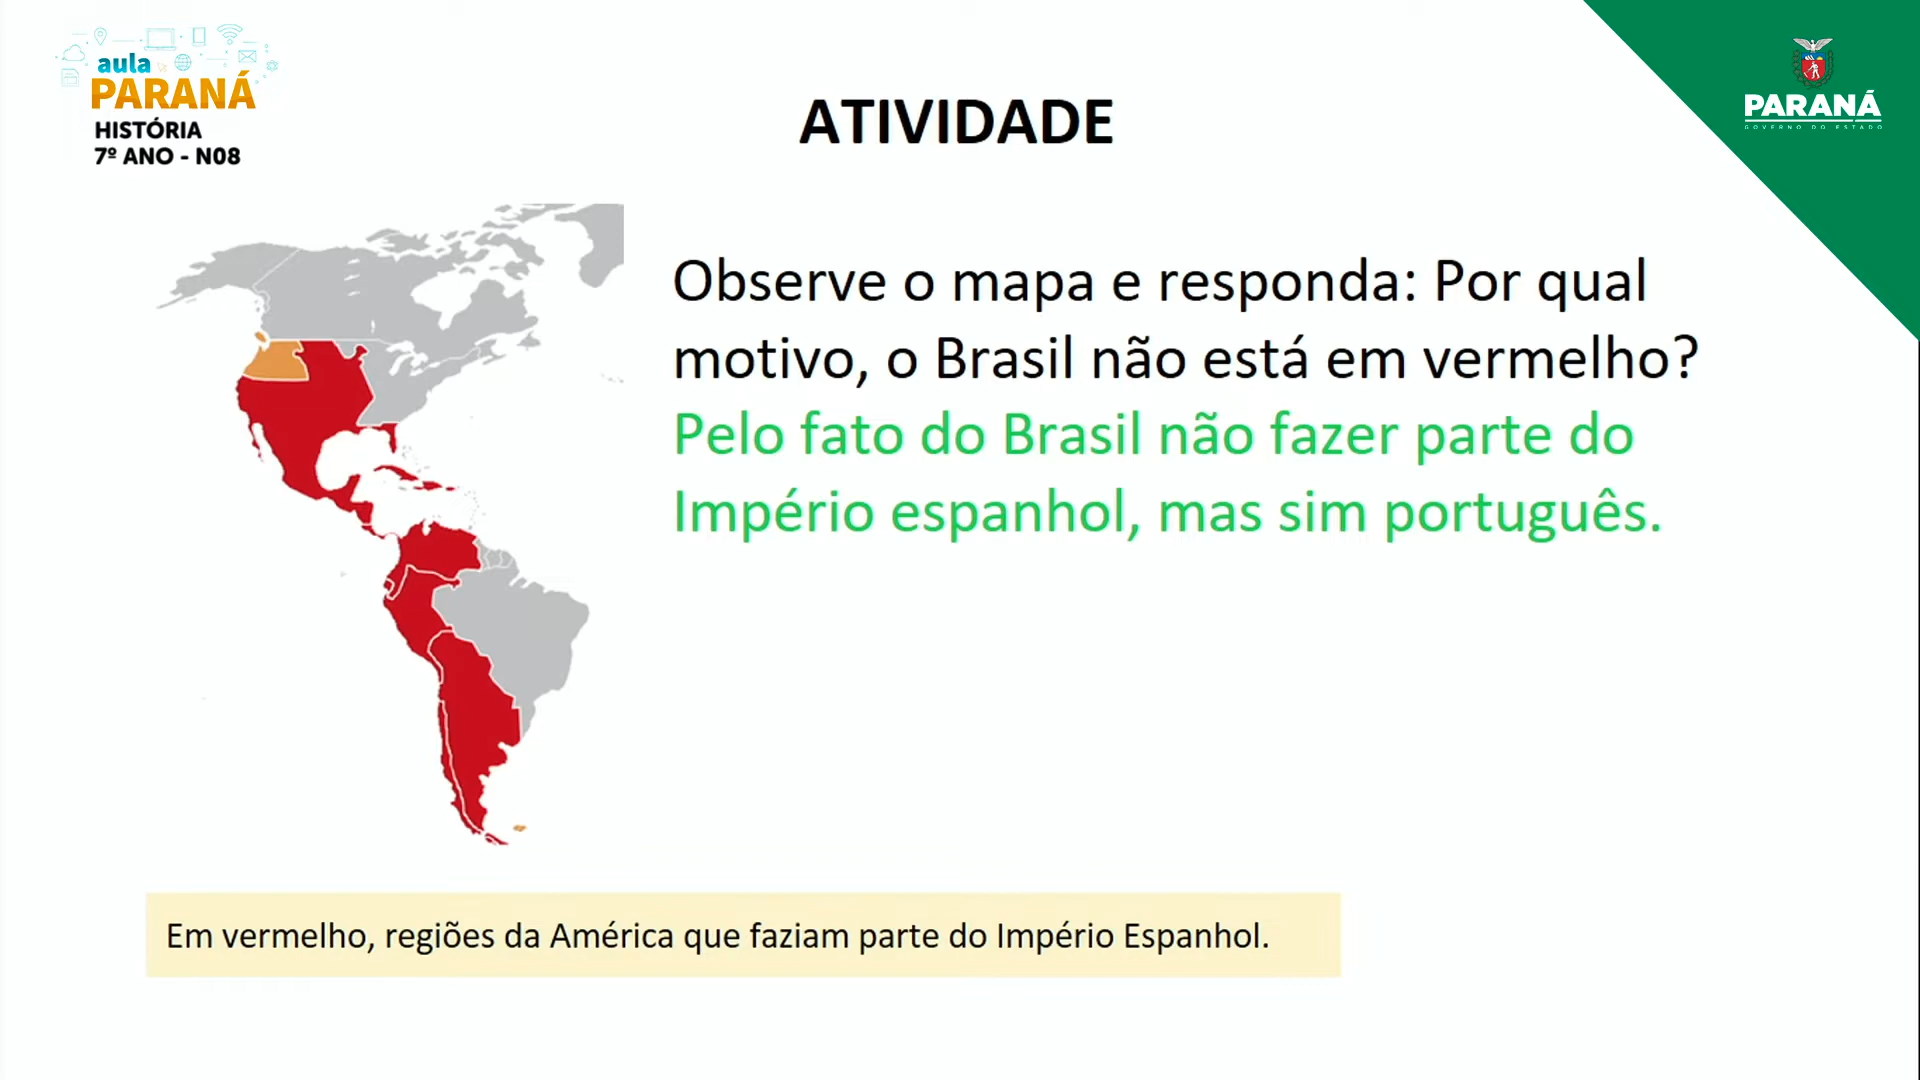 aula
PARANÁ
HISTÓRIA
7º ANO - N08
PARANÁ
GOVERNO DO ESTADO
ATIVIDADE
Observe o mapa e responda: Por qual
motivo, o Brasil não está em vermelho?
Pelo fato do Brasil não fazer parte do
Império espanhol, mas sim português.
Em vermelho, regiões da América que faziam parte do Império Espanhol.